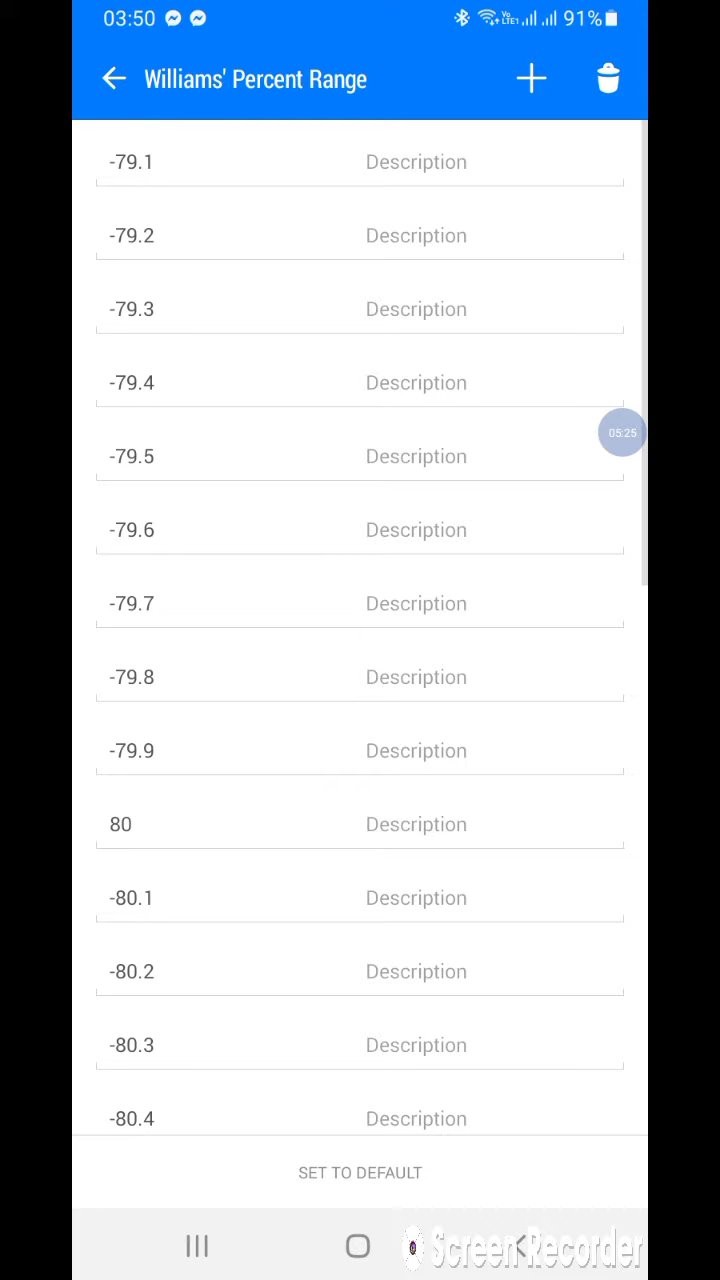 03:50 91%
Williams' Percent Range
-79.1 Description
-79.2 Description
-79.3 Description
-79.4 Description
05:25
-79.5 Description
-79.6 Description
-79.7 Description
-79.8 Description
-79.9 Description
80 Description
-80.1 Description
-80.2 Description
-80.3 Description
-80.4 Description
SET TO DEFAULT
Screen Recorder